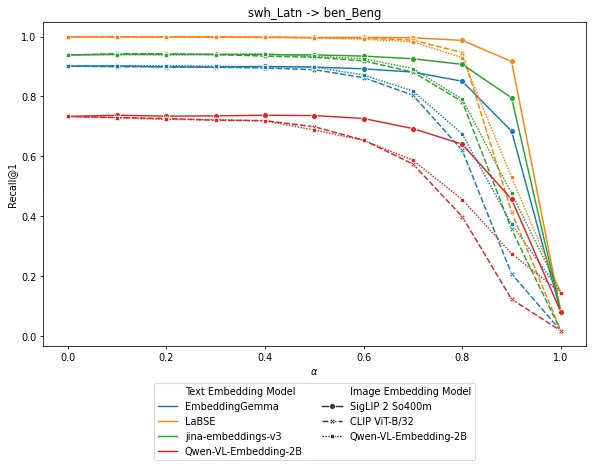 swh_Latn -> ben_Beng
Recall@1
1.0
0.8
0.6
0.4
0.2
0.0
0.0 0.2 0.4 0.6 0.8 1.0
α
Text Embedding Model Image Embedding Model
EmbeddingGemma SigLIP 2 So400m
LaBSE CLIP ViT-B/32
jina-embeddings-v3 Qwen-VL-Embedding-2B
Qwen-VL-Embedding-2B